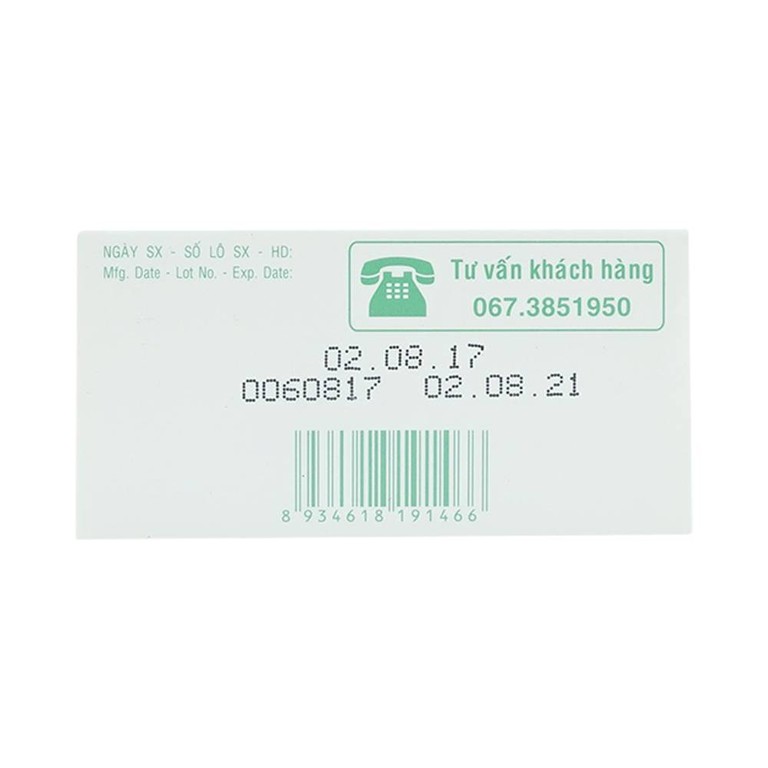 NGÀY SX - SỐ LÔ SX - HD:
Mfg. Date - Lot No. - Exp. Date:
Tư vấn khách hàng
067.3851950
02.08.17
0060817 02.08.21
8 934618 191466